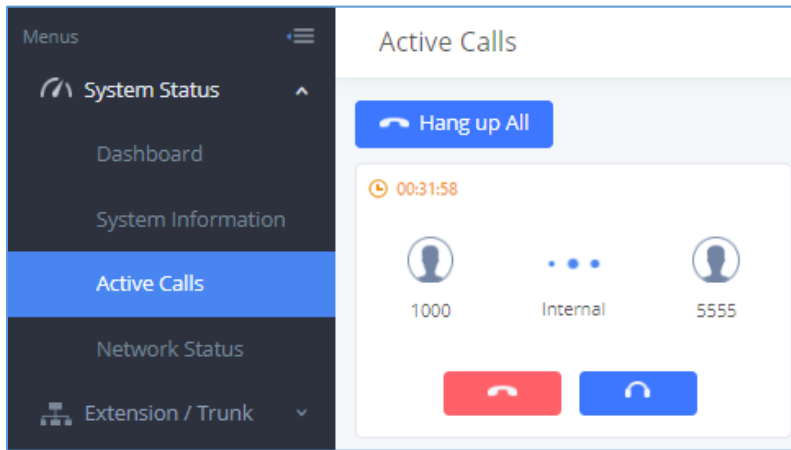 Menus
System Status
Dashboard
System Information
Active Calls
Network Status
Extension / Trunk
Active Calls
Hang up All
00:31:58
1000
Internal
5555